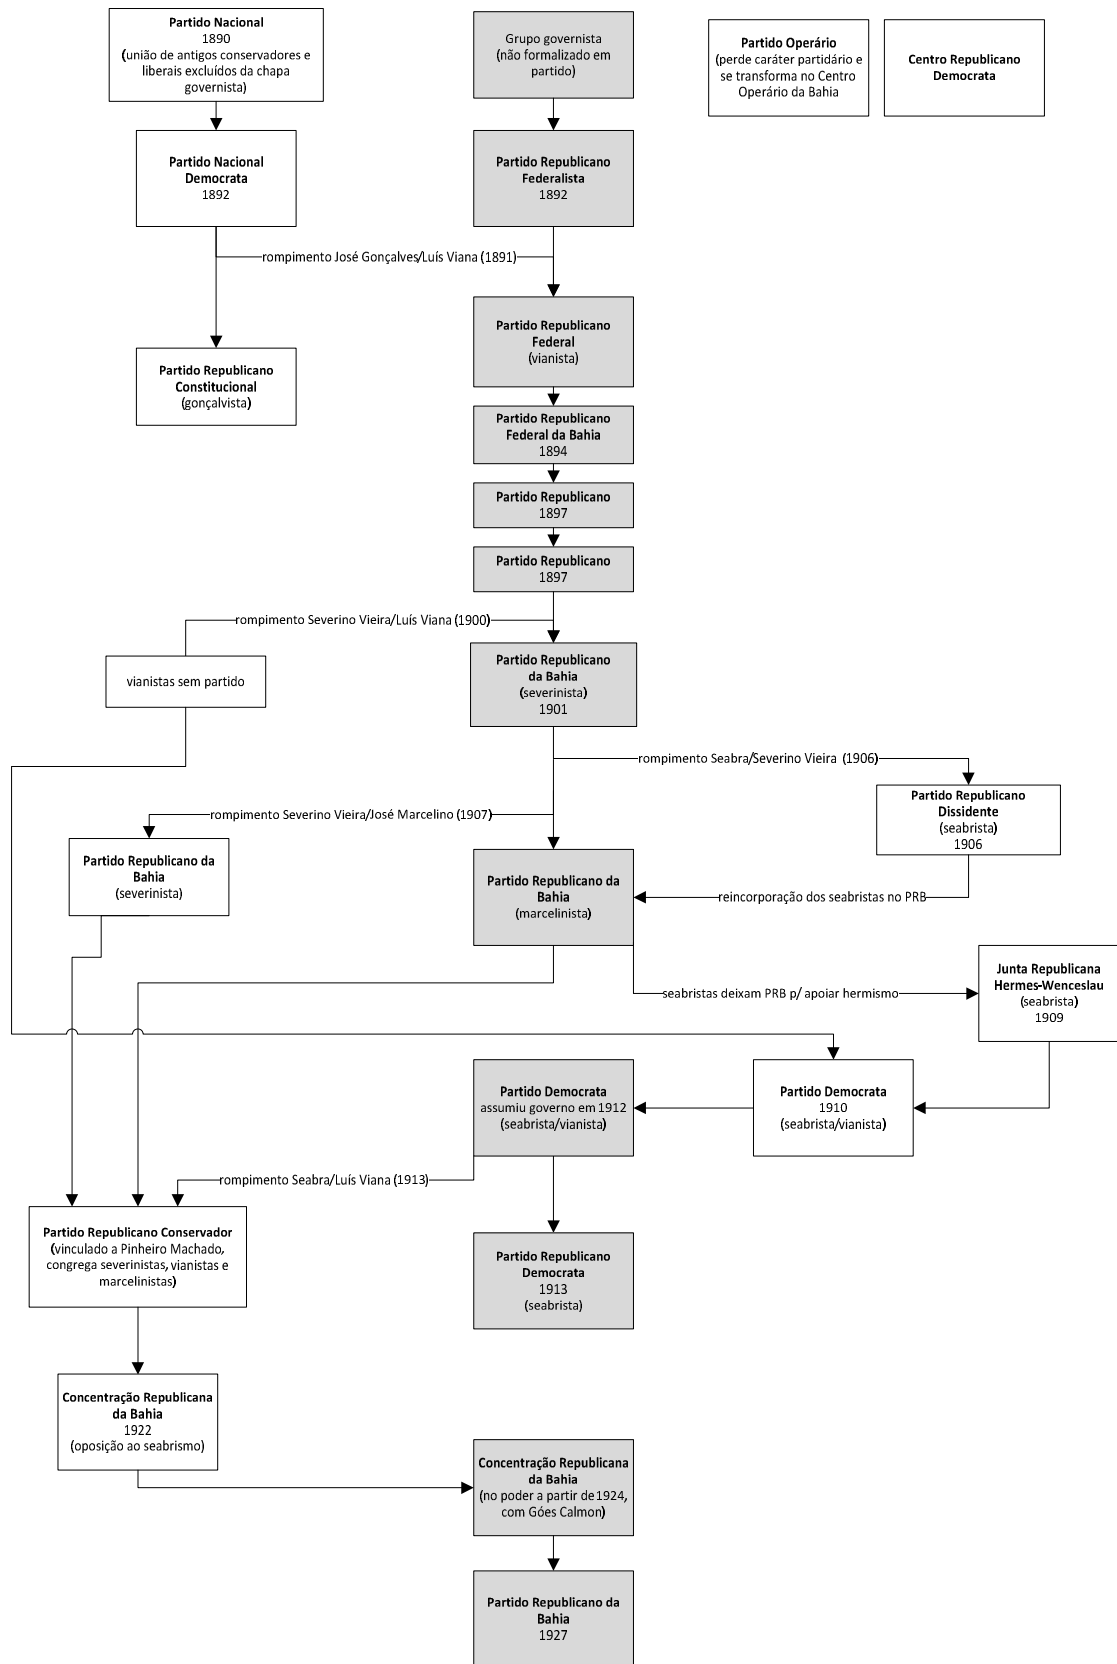 Partido Nacional
1890
(união de antigos conservadores e
liberais excluídos da chapa
governista)
Grupo governista
(não formalizado em
partido)
Partido Operário
(perde caráter partidário e
se transforma no Centro
Operário da Bahia
Centro Republicano
Democrata
Partido Nacional
Democrata
1892
Partido Republicano
Federalista
1892
rompimento José Gonçalves/Luís Viana (1891)
Partido Republicano
Federal
(vianista)
Partido Republicano
Constitucional
(gonçalvista)
Partido Republicano
Federal da Bahia
1894
Partido Republicano
1897
Partido Republicano
1897
rompimento Severino Vieira/Luís Viana (1900)
vianistas sem partido
Partido Republicano
da Bahia
(severinista)
1901
rompimento Seabra/Severino Vieira (1906)
Partido Republicano
Dissidente
(seabrista)
1906
rompimento Severino Vieira/José Marcelino (1907)
Partido Republicano da
Bahia
(severinista)
Partido Republicano da
Bahia
(marcelinista)
reincorporação dos seabristas no PRB
seabristas deixam PRB p/ apoiar hermismo
Junta Republicana
Hermes-Wenceslau
(seabrista)
1909
Partido Democrata
assumiu governo em 1912
(seabrista/vianista)
Partido Democrata
1910
(seabrista/vianista)
rompimento Seabra/Luís Viana (1913)
Partido Republicano Conservador
(vinculado a Pinheiro Machado,
congrega severinistas, vianistas e
marcelinistas)
Partido Republicano
Democrata
1913
(seabrista)
Concentração Republicana
da Bahia
1922
(oposição ao seabrismo)
Concentração Republicana
da Bahia
(no poder a partir de 1924,
com Góes Calmon)
Partido Republicano da
Bahia
1927